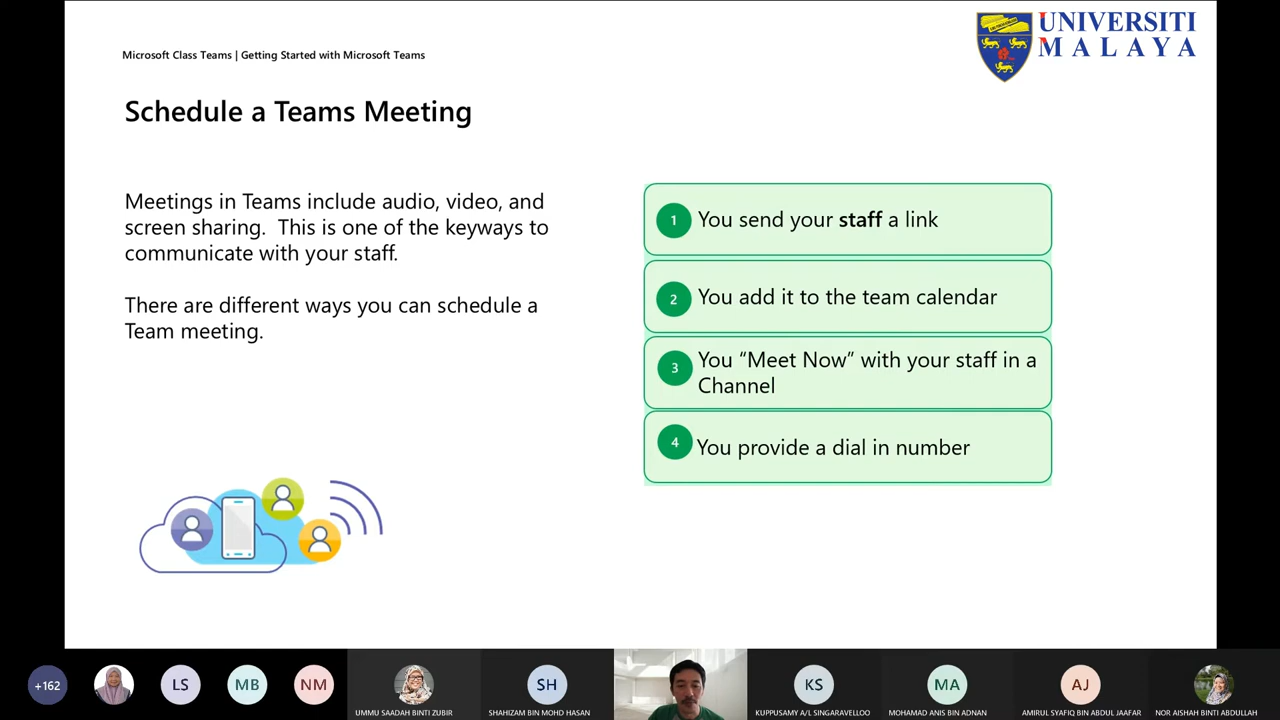 UNIVERSITI
MALAYA
Microsoft Class Teams | Getting Started with Microsoft Teams
Schedule a Teams Meeting
Meetings in Teams include audio, video, and
screen sharing.  This is one of the keyways to
communicate with your staff.
There are different ways you can schedule a
Team meeting.
1 You send your staff a link
2 You add it to the team calendar
3 You “Meet Now” with your staff in a
Channel
4 You provide a dial in number
+162
LS
MB
NM
UMMU SAADAH BINTI ZUBIR
SH
SHAHIZAM BIN MOHD HASAN
KS
KUPPUSAMY A/L SINGARAVELLOO
MA
MOHAMAD ANIS BIN ADNAN
AJ
AMIRUL SYAFIQ BIN ABDUL JAAFAR
NOR AISHAH BINTI ABDULLAH